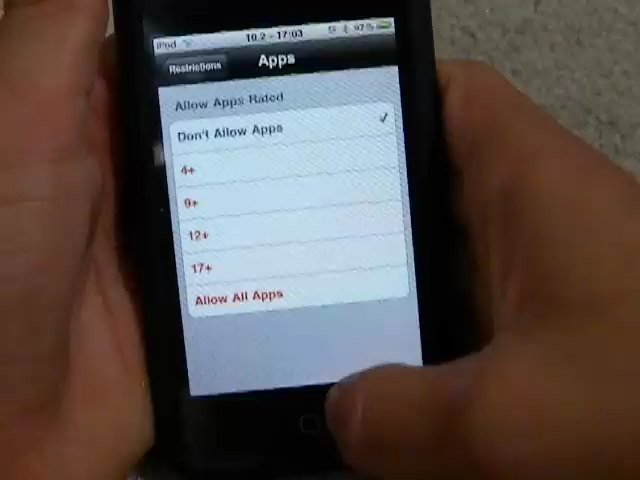 iPod 10.2 - 17:03 97%
Restrictions Apps
Allow Apps Rated
Don't Allow Apps
4+
9+
12+
17+
Allow All Apps